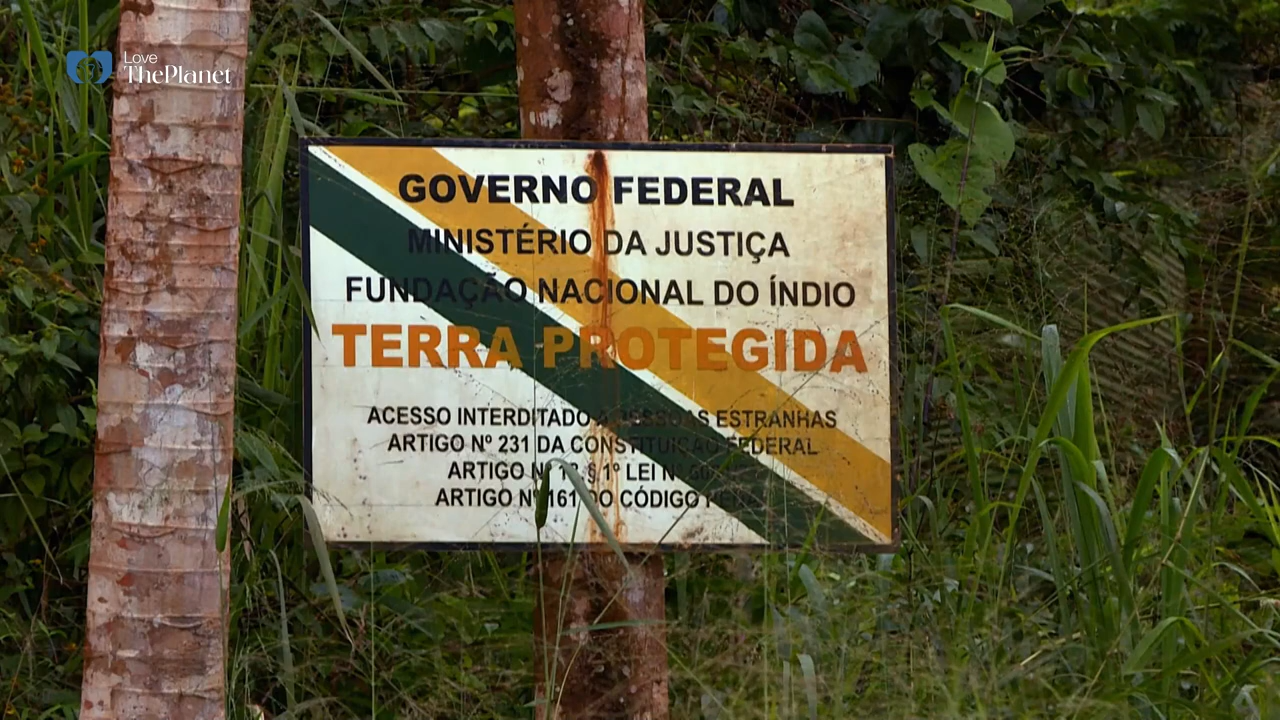 Love
ThePlanet
GOVERNO FEDERAL
MINISTÉRIO DA JUSTIÇA
FUNDAÇÃO NACIONAL DO ÍNDIO
TERRA PROTEGIDA
ACESSO INTERDITADO A PESSOAS ESTRANHAS
ARTIGO Nº 231 DA CONSTITUIÇÃO FEDERAL
ARTIGO Nº § 1º LEI Nº
ARTIGO Nº 161 DO CÓDIGO